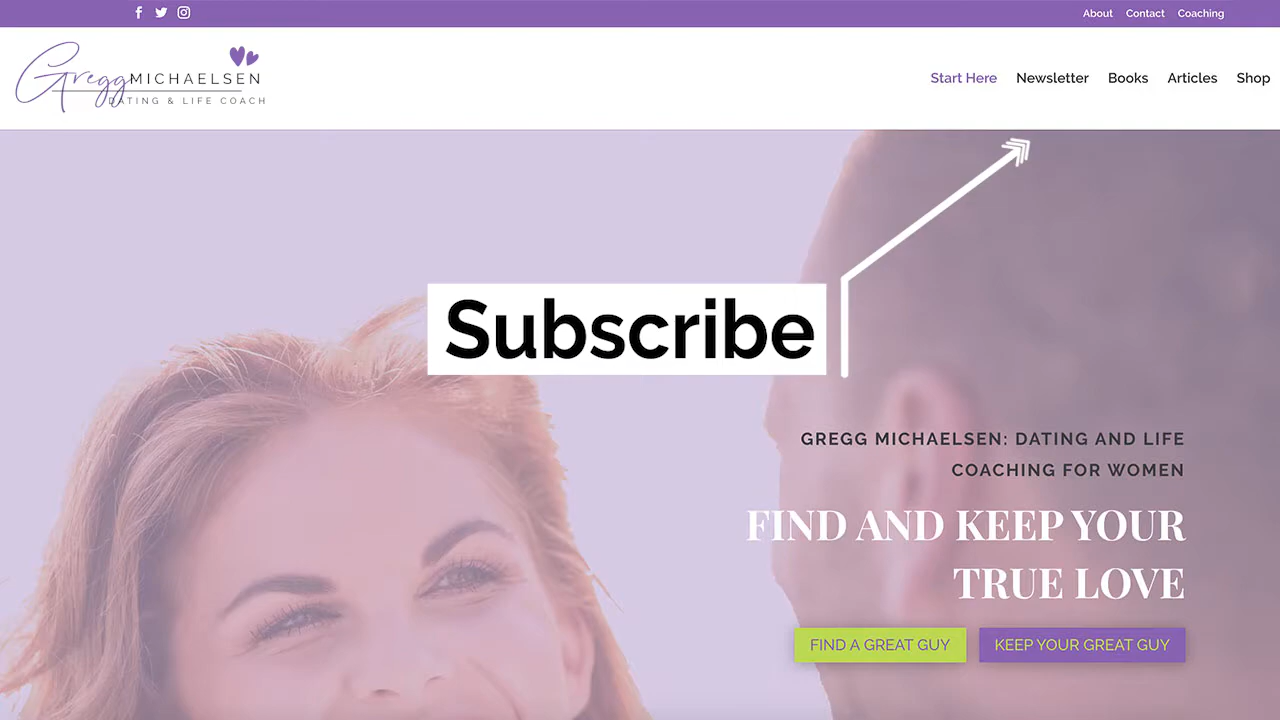 About Contact Coaching
Gregg MICHAELSEN
DATING & LIFE COACH
Start Here Newsletter Books Articles Shop
Subscribe
GREGG MICHAELSEN: DATING AND LIFE
COACHING FOR WOMEN
FIND AND KEEP YOUR
TRUE LOVE
FIND A GREAT GUY KEEP YOUR GREAT GUY